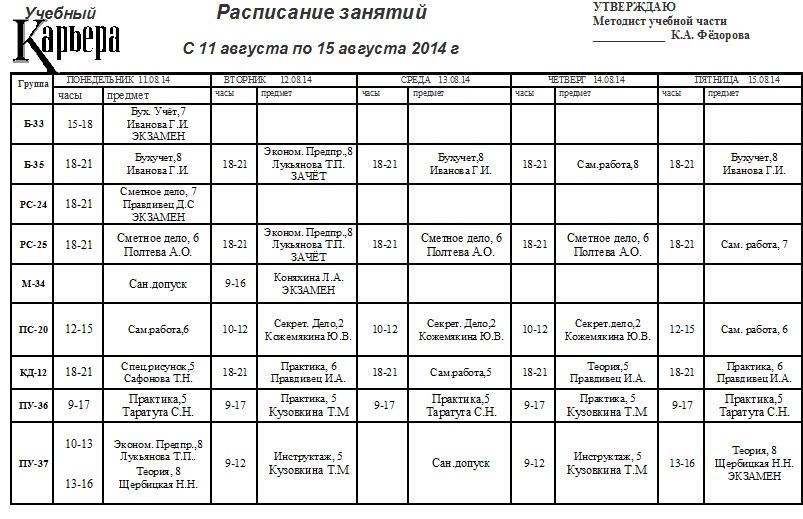 Учебный
Карьера
Расписание занятий
С 11 августа по 15 августа 2014 г
УТВЕРЖДАЮ
Методист учебной части
____________ К.А. Фёдорова
Группа ПОНЕДЕЛЬНИК 11.08.14 ВТОРНИК 12.08.14 СРЕДА 13.08.14 ЧЕТВЕРГ 14.08.14 ПЯТНИЦА 15.08.14
часы предмет часы предмет часы предмет часы предмет часы предмет
Б-33 15-18 Бух. Учёт,7
Иванова Г.И.
ЭКЗАМЕН
Б-35 18-21 Бухучет,8
Иванова Г.И.
18-21 Эконом. Предпр.,8
Лукьянова Т.П.
ЗАЧЁТ
18-21 Бухучет,8
Иванова Г.И.
18-21 Сам.работа,8
18-21 Бухучет,8
Иванова Г.И.
РС-24 18-21 Сметное дело, 7
Правдивец Д.С
ЭКЗАМЕН
РС-25 18-21 Сметное дело, 6
Полтева А.О.
18-21 Эконом. Предпр.,8
Лукьянова Т.П.
ЗАЧЁТ
18-21 Сметное дело, 6
Полтева А.О.
18-21 Сметное дело, 6
Полтева А.О.
18-21 Сам. работа, 7
М-34 Сан.допуск
9-16 Коняхина Л.А.
ЭКЗАМЕН
ПС-20 12-15 Сам.работа,6
10-12 Секрет. Дело,2
Кожемякина Ю.В.
10-12 Секрет. Дело,2
Кожемякина Ю.В.
10-12 Секрет.дело,2
Кожемякина Ю.В.
12-15 Сам. работа, 6
КД-12 18-21 Спец.рисунок,5
Сафонова Т.Н.
18-21 Практика, 6
Правдивец И.А.
18-21 Сам.работа,5
18-21 Теория,5
Правдивец И.А.
18-21 Практика, 6
Правдивец И.А.
ПУ-36 9-17 Практика,5
Таратута С.Н.
9-17 Практика, 5
Кузовкина Т.М
9-17 Практика,5
Таратута С.Н.
9-17 Практика, 5
Кузовкина Т.М
9-17 Практика,5
Таратута С.Н.
ПУ-37 10-13 Эконом. Предпр.,8
Лукьянова Т.П..
13-16 Теория, 8
Щербицкая Н.Н.
9-12 Инструктаж, 5
Кузовкина Т.М
Сан.допуск
9-12 Инструктаж, 5
Кузовкина Т.М
13-16 Теория, 8
Щербицкая Н.Н.
ЭКЗАМЕН